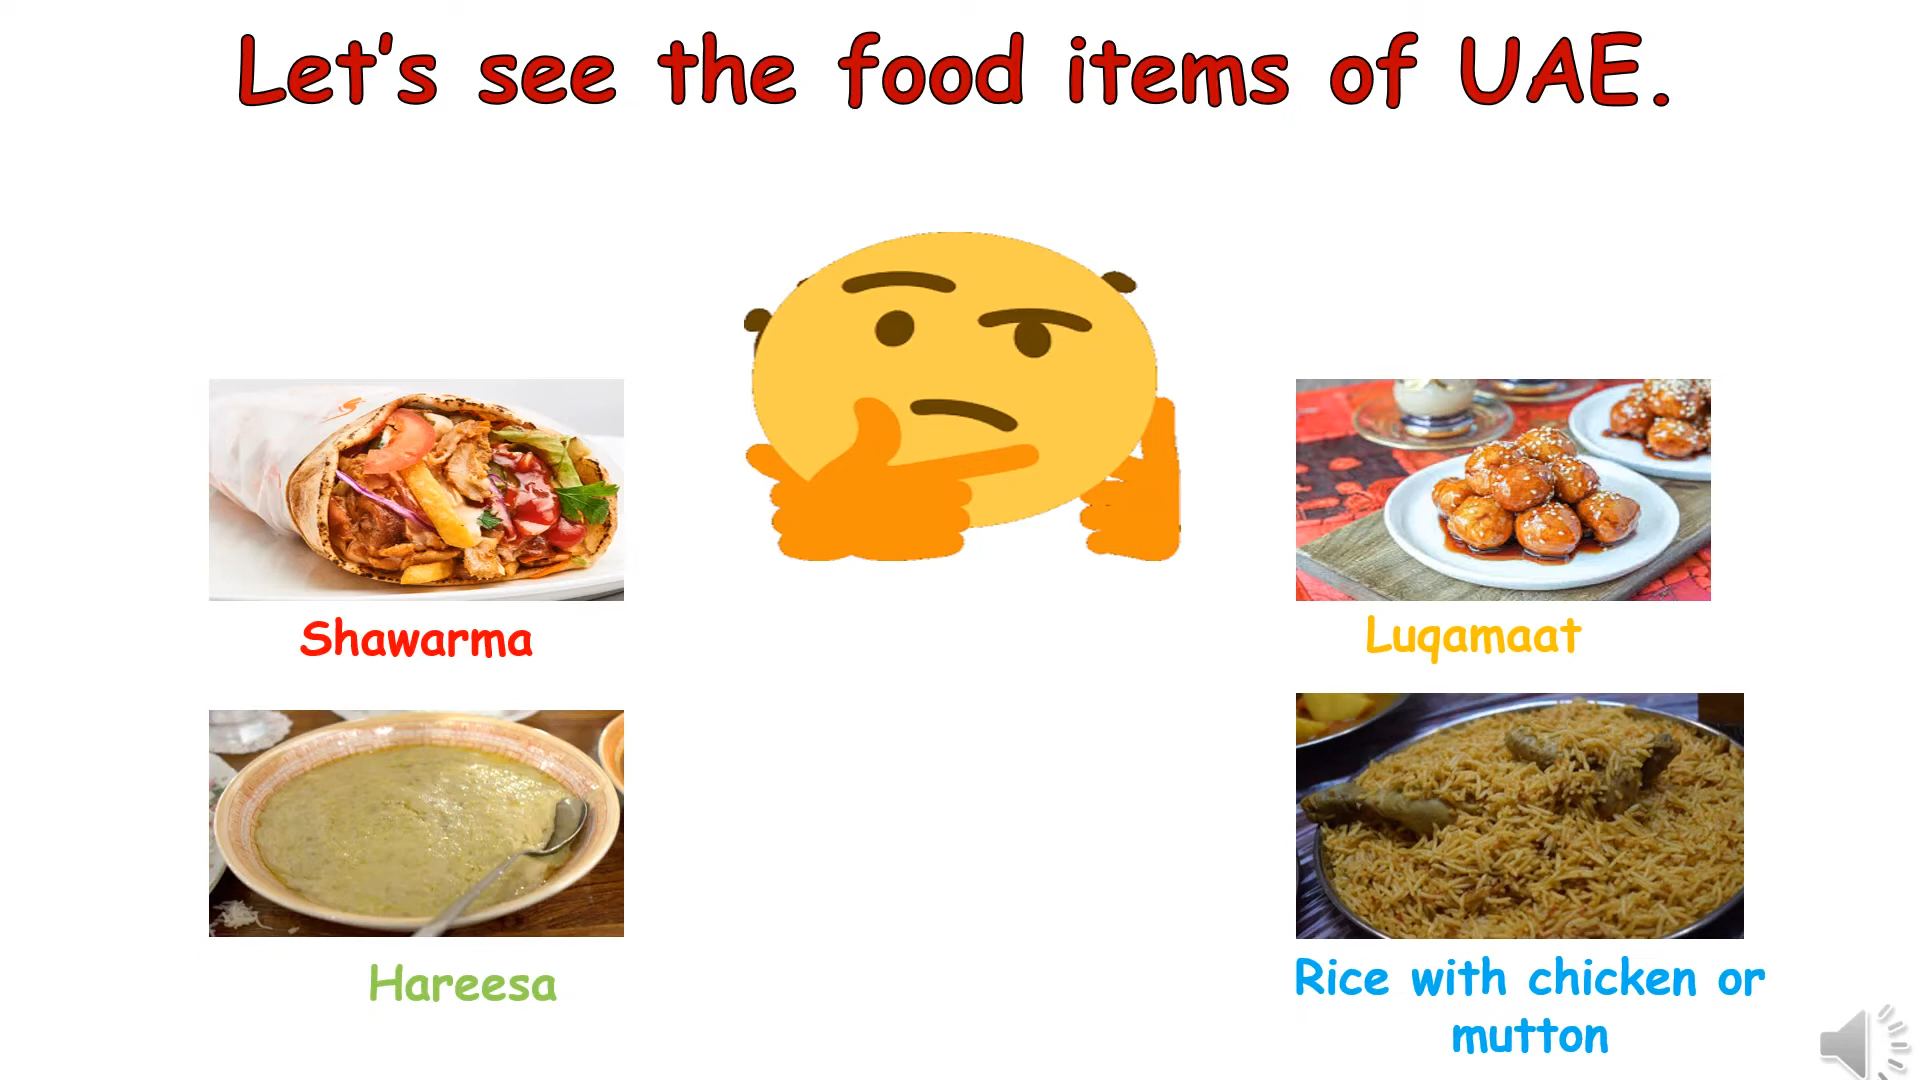 Let's see the food items of UAE.
Shawarma
Luqamaat
Hareesa
Rice with chicken or
mutton